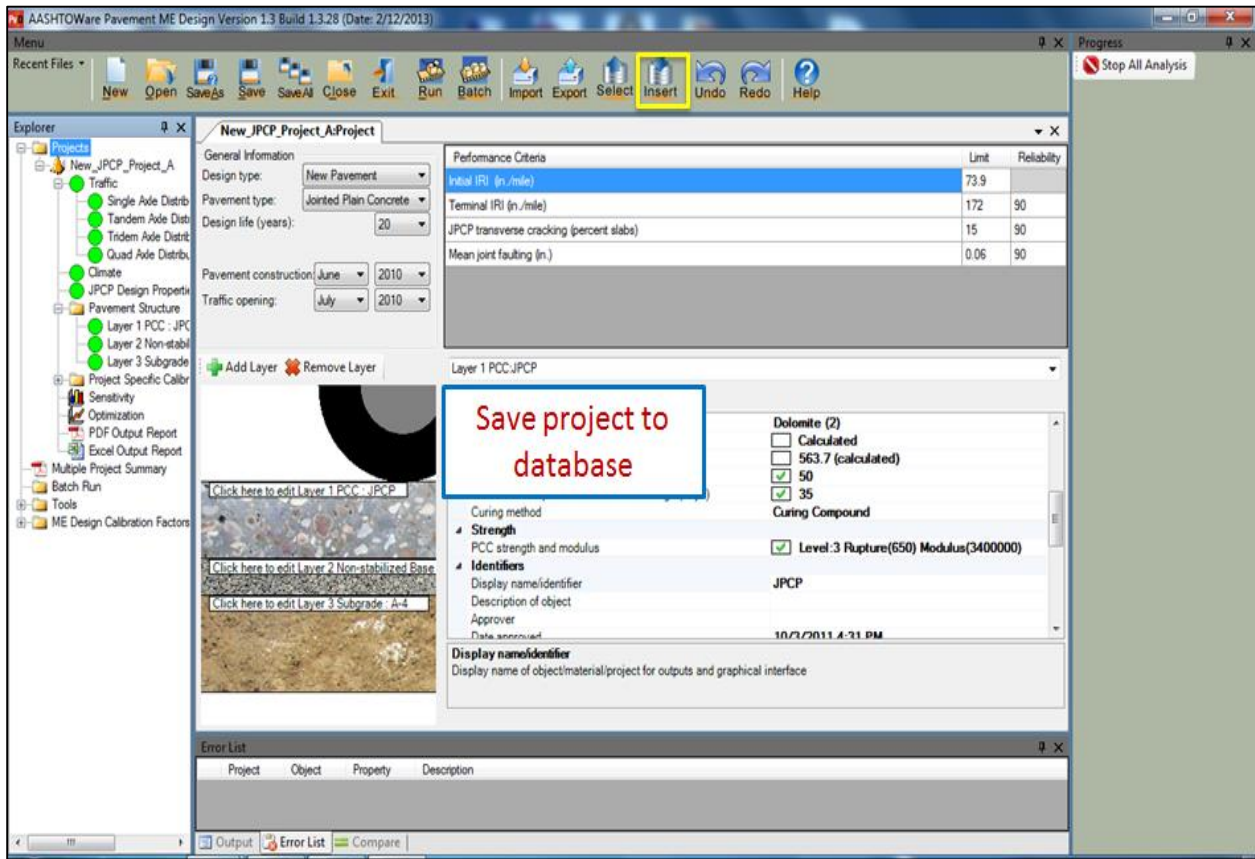 AASHTOWare Pavement ME Design Version 1.3 Build 1.3.28 (Date: 2/12/2013)
Menu
Recent Files
New Open SaveAs Save SaveAll Close Exit Run Batch Import Export Select Insert Undo Redo Help
Progress
Stop All Analysis
Explorer
Projects
New_JPCP_Project_A
Traffic
Single Axle Distrib
Tandem Axle Distr
Tridem Axle Distrib
Quad Axle Distribu
Climate
JPCP Design Propertie
Pavement Structure
Layer 1 PCC : JPC
Layer 2 Non-stabil
Layer 3 Subgrade
Project Specific Calibr
Sensitivity
Optimization
PDF Output Report
Excel Output Report
Multiple Project Summary
Batch Run
Tools
ME Design Calibration Factors
New_JPCP_Project_A:Project
General Information
Design type: New Pavement
Pavement type: Jointed Plain Concrete
Design life (years): 20
Pavement construction: June 2010
Traffic opening: July 2010
Performance Criteria Limit Reliability
Initial IRI (in./mile) 73.9
Terminal IRI (in./mile) 172 90
JPCP transverse cracking (percent slabs) 15 90
Mean joint faulting (in.) 0.06 90
Add Layer Remove Layer
Click here to edit Layer 1 PCC : JPCP
Click here to edit Layer 2 Non-stabilized Base
Click here to edit Layer 3 Subgrade : A-4
Layer 1 PCC:JPCP
Save project to
database
Dolomite (2)
Calculated
563.7 (calculated)
50
35
Curing method Curing Compound
Strength
PCC strength and modulus Level:3 Rupture(650) Modulus(3400000)
Identifiers
Display name/identifier JPCP
Description of object
Approver
Date approved 10/3/2011 4:31 PM
Display name/identifier
Display name of object/material/project for outputs and graphical interface
Error List
Project Object Property Description
Output Error List Compare